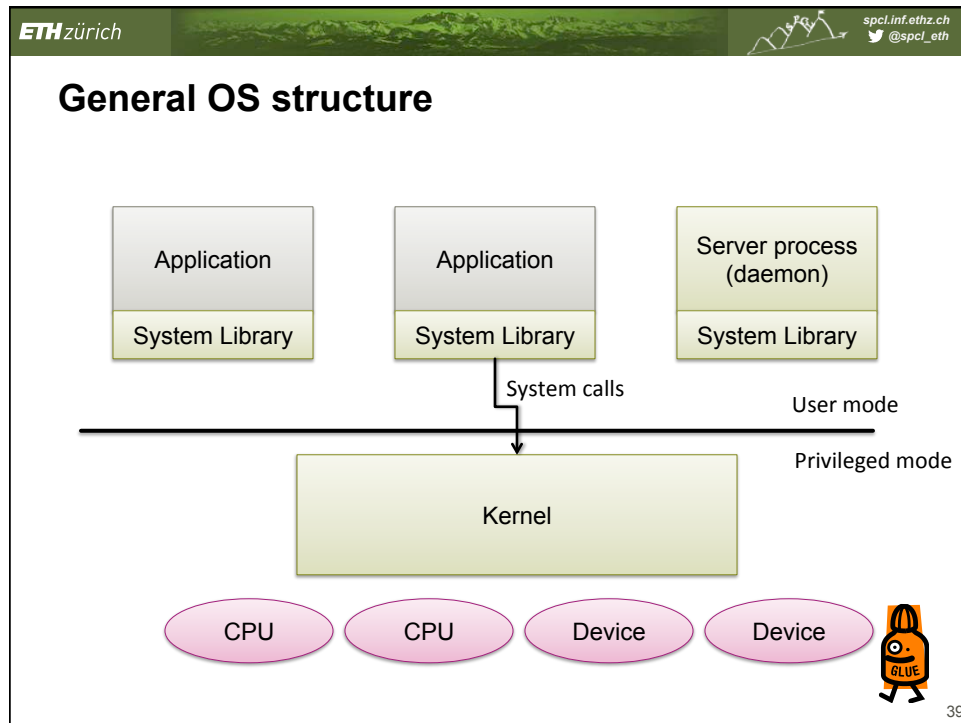 ETH zürich
spcl.inf.ethz.ch
@spcl_eth
General OS structure
Application
Application
Server process
(daemon)
System Library
System Library
System Library
System calls
User mode
Privileged mode
Kernel
CPU
CPU
Device
Device
GLUE
39